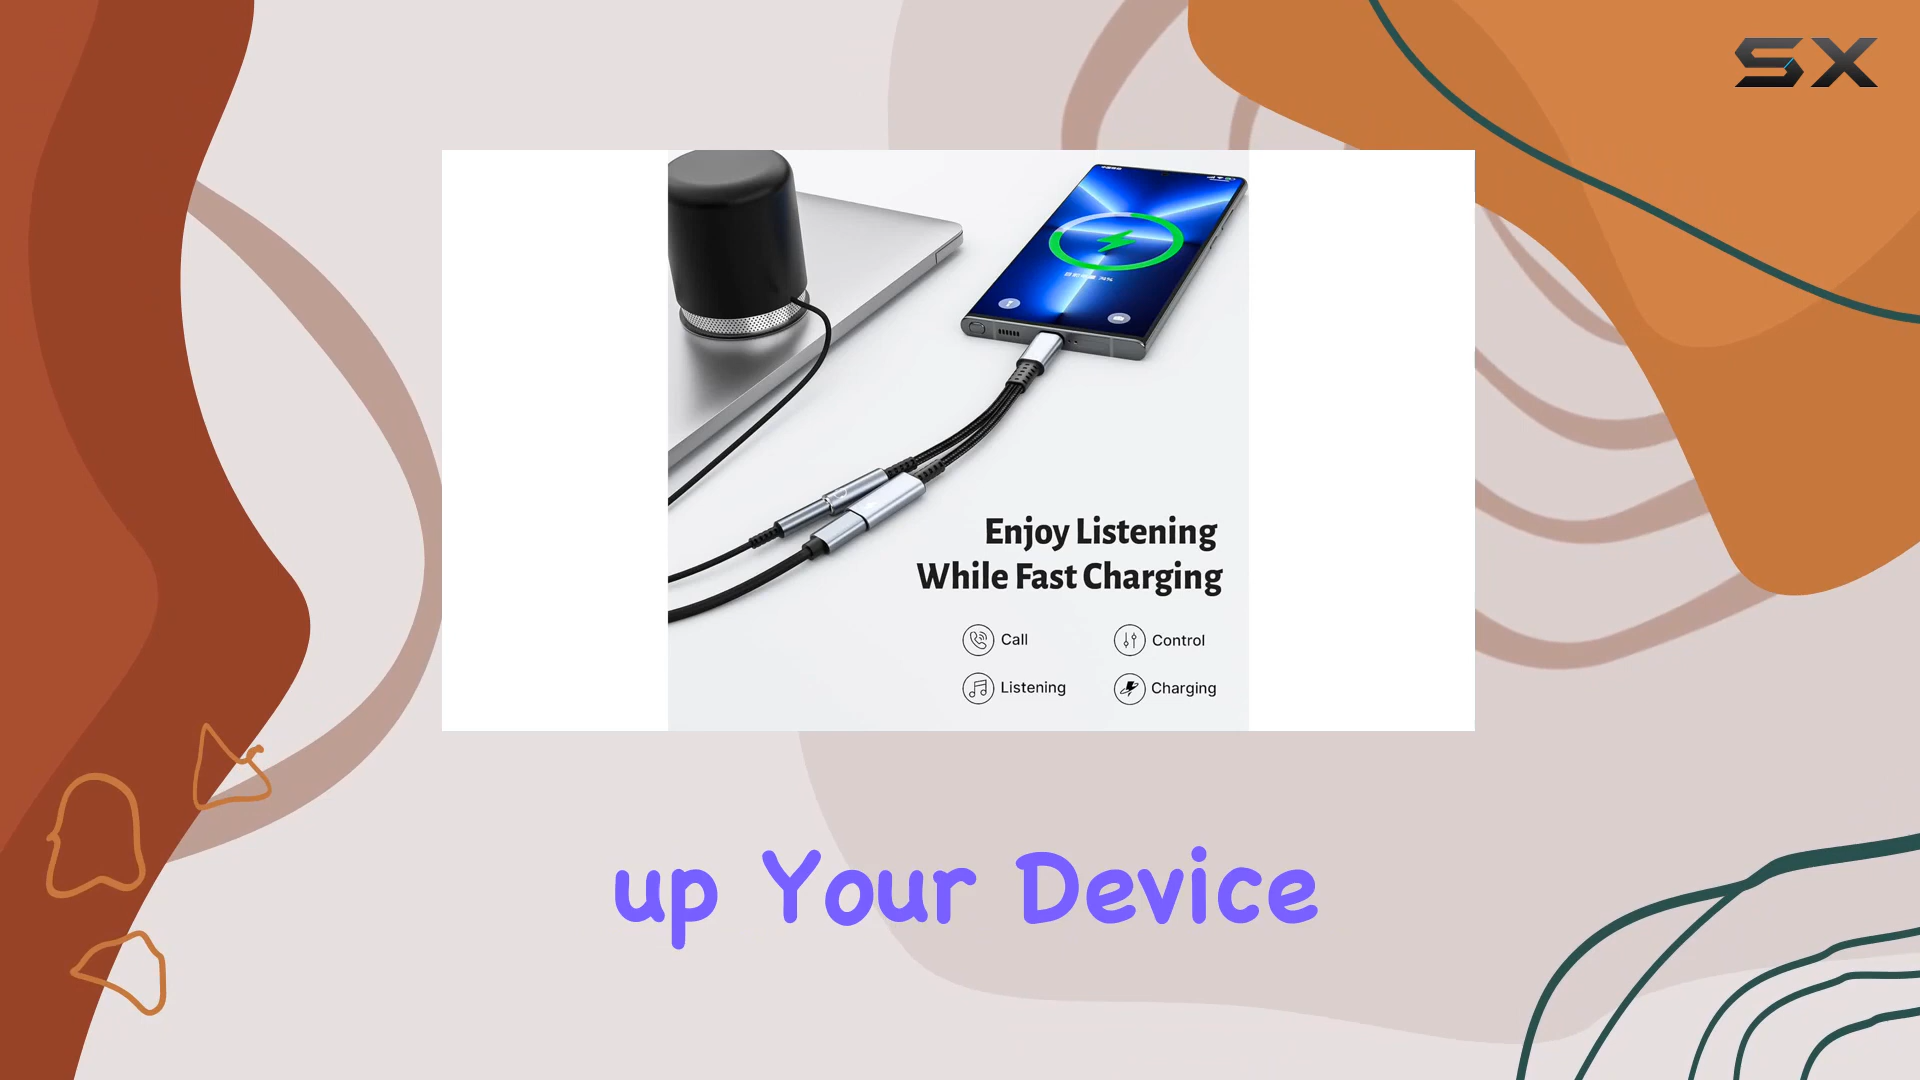 SX
Enjoy Listening
While Fast Charging
Call
Control
Listening
Charging
up Your Device